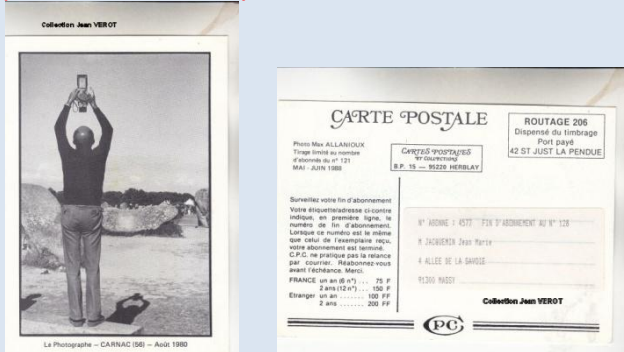 Collection Jean VEROT
Le Photographe – CARNAC (56) – Août 1980
CARTE POSTALE
ROUTAGE 206
Dispensé du timbrage
Port payé
42 ST JUST LA PENDUE
Photo Max ALLANIOUX
Tirage limité au nombre
d'abonnés du n° 121
MAI - JUIN 1988
CARTES POSTALES
ET COLLECTIONS
B.P. 15 — 95220 HERBLAY
Surveillez votre fin d'abonnement
Votre étiquette/adresse ci-contre
indique, en première ligne, le
numéro de fin d'abonnement.
Lorsque ce numéro est le même
que celui de l'exemplaire reçu,
votre abonnement est terminé.
C.P.C. ne pratique pas la relance
par courrier. Réabonnez-vous
avant l'échéance. Merci.
FRANCE un an (6 n°) ... 75 F
2 ans (12 n°) ... 150 F
Étranger un an ....... 100 FF
2 ans ....... 200 FF
N° ABONNE : 4577 FIN D'ABONNEMENT AU N° 128
M JACQUEMIN Jean Marie
4 ALLEE DE LA SAVOIE
91300 MASSY
Collection Jean VEROT
CPC